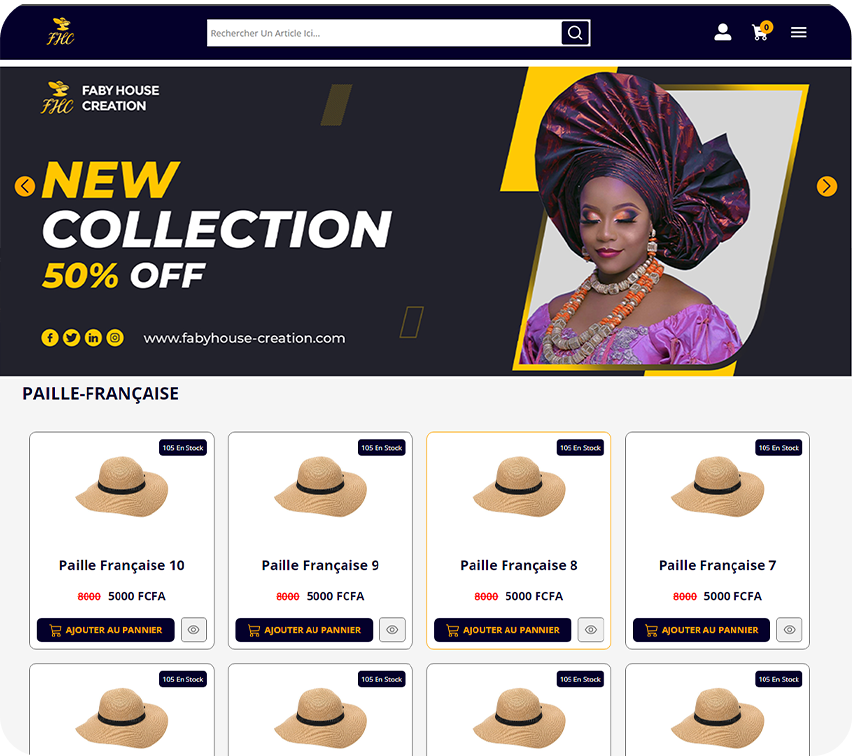 FHC
Rechercher Un Article Ici...
0
FHC
FABY HOUSE
CREATION
NEW
COLLECTION
50% OFF
www.fabyhouse-creation.com
PAILLE-FRANÇAISE
105 En Stock
105 En Stock
105 En Stock
105 En Stock
Paille Française 10
Paille Française 9
Paille Française 8
Paille Française 7
8000 5000 FCFA
8000 5000 FCFA
8000 5000 FCFA
8000 5000 FCFA
AJOUTER AU PANNIER
AJOUTER AU PANNIER
AJOUTER AU PANNIER
AJOUTER AU PANNIER
105 En Stock
105 En Stock
105 En Stock
105 En Stock